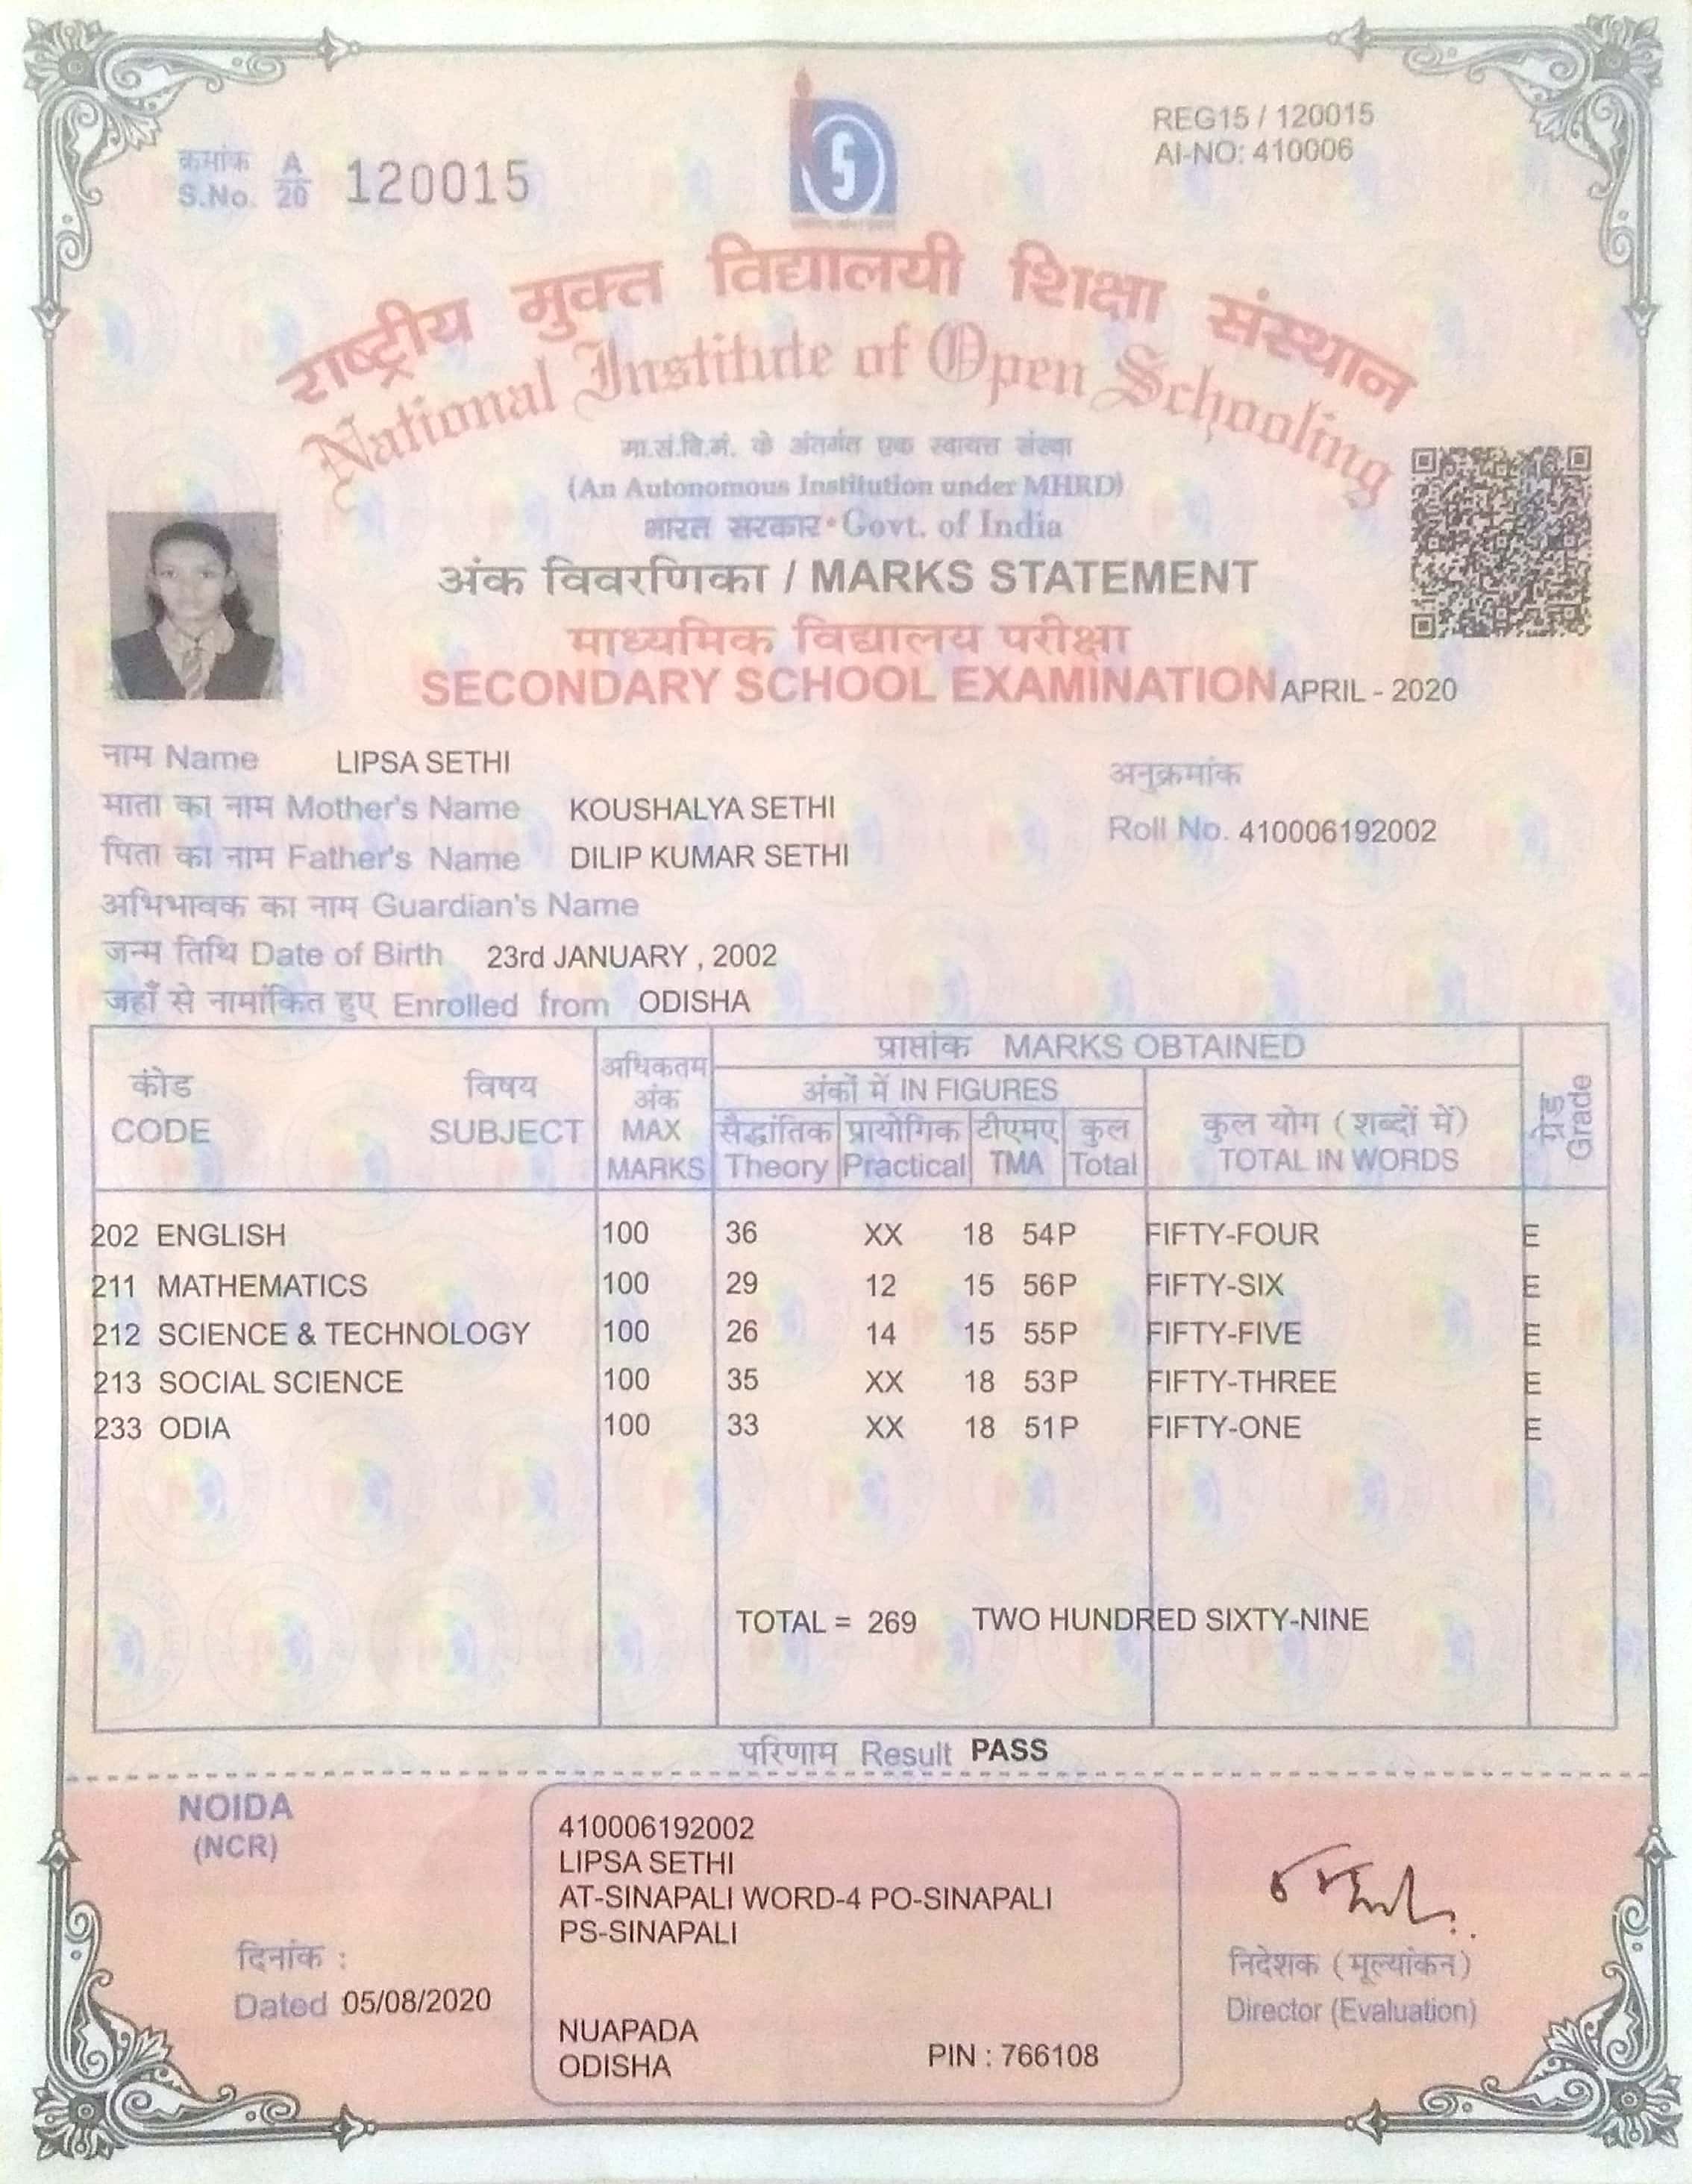 REG15 / 120015
AI-NO: 410006
क्रमांक A
S.No. 20 120015
राष्ट्रीय मुक्त विद्यालयी शिक्षा संस्थान
National Institute of Open Schooling
मा.सं.वि.मं. के अंतर्गत एक स्वायत्त संस्था
(An Autonomous Institution under MHRD)
भारत सरकार • Govt. of India
अंक विवरणिका / MARKS STATEMENT
माध्यमिक विद्यालय परीक्षा
SECONDARY SCHOOL EXAMINATION APRIL - 2020
नाम Name LIPSA SETHI
अनुक्रमांक
माता का नाम Mother's Name KOUSHALYA SETHI
Roll No. 410006192002
पिता का नाम Father's Name DILIP KUMAR SETHI
अभिभावक का नाम Guardian's Name
जन्म तिथि Date of Birth 23rd JANUARY , 2002
जहाँ से नामांकित हुए Enrolled from ODISHA
कोड विषय
CODE SUBJECT
अधिकतम
अंक
MAX
MARKS
प्राप्तांक MARKS OBTAINED
अंकों में IN FIGURES
सैद्धांतिक प्रायोगिक टीएमए कुल
Theory Practical TMA Total
कुल योग (शब्दों में)
TOTAL IN WORDS
ग्रेड
Grade
202 ENGLISH 100 36 XX 18 54P FIFTY-FOUR E
211 MATHEMATICS 100 29 12 15 56P FIFTY-SIX E
212 SCIENCE & TECHNOLOGY 100 26 14 15 55P FIFTY-FIVE E
213 SOCIAL SCIENCE 100 35 XX 18 53P FIFTY-THREE E
233 ODIA 100 33 XX 18 51P FIFTY-ONE E
TOTAL = 269 TWO HUNDRED SIXTY-NINE
परिणाम Result PASS
NOIDA
(NCR)
दिनांक :
Dated 05/08/2020
410006192002
LIPSA SETHI
AT-SINAPALI WORD-4 PO-SINAPALI
PS-SINAPALI
NUAPADA
ODISHA PIN : 766108
निदेशक (मूल्यांकन)
Director (Evaluation)